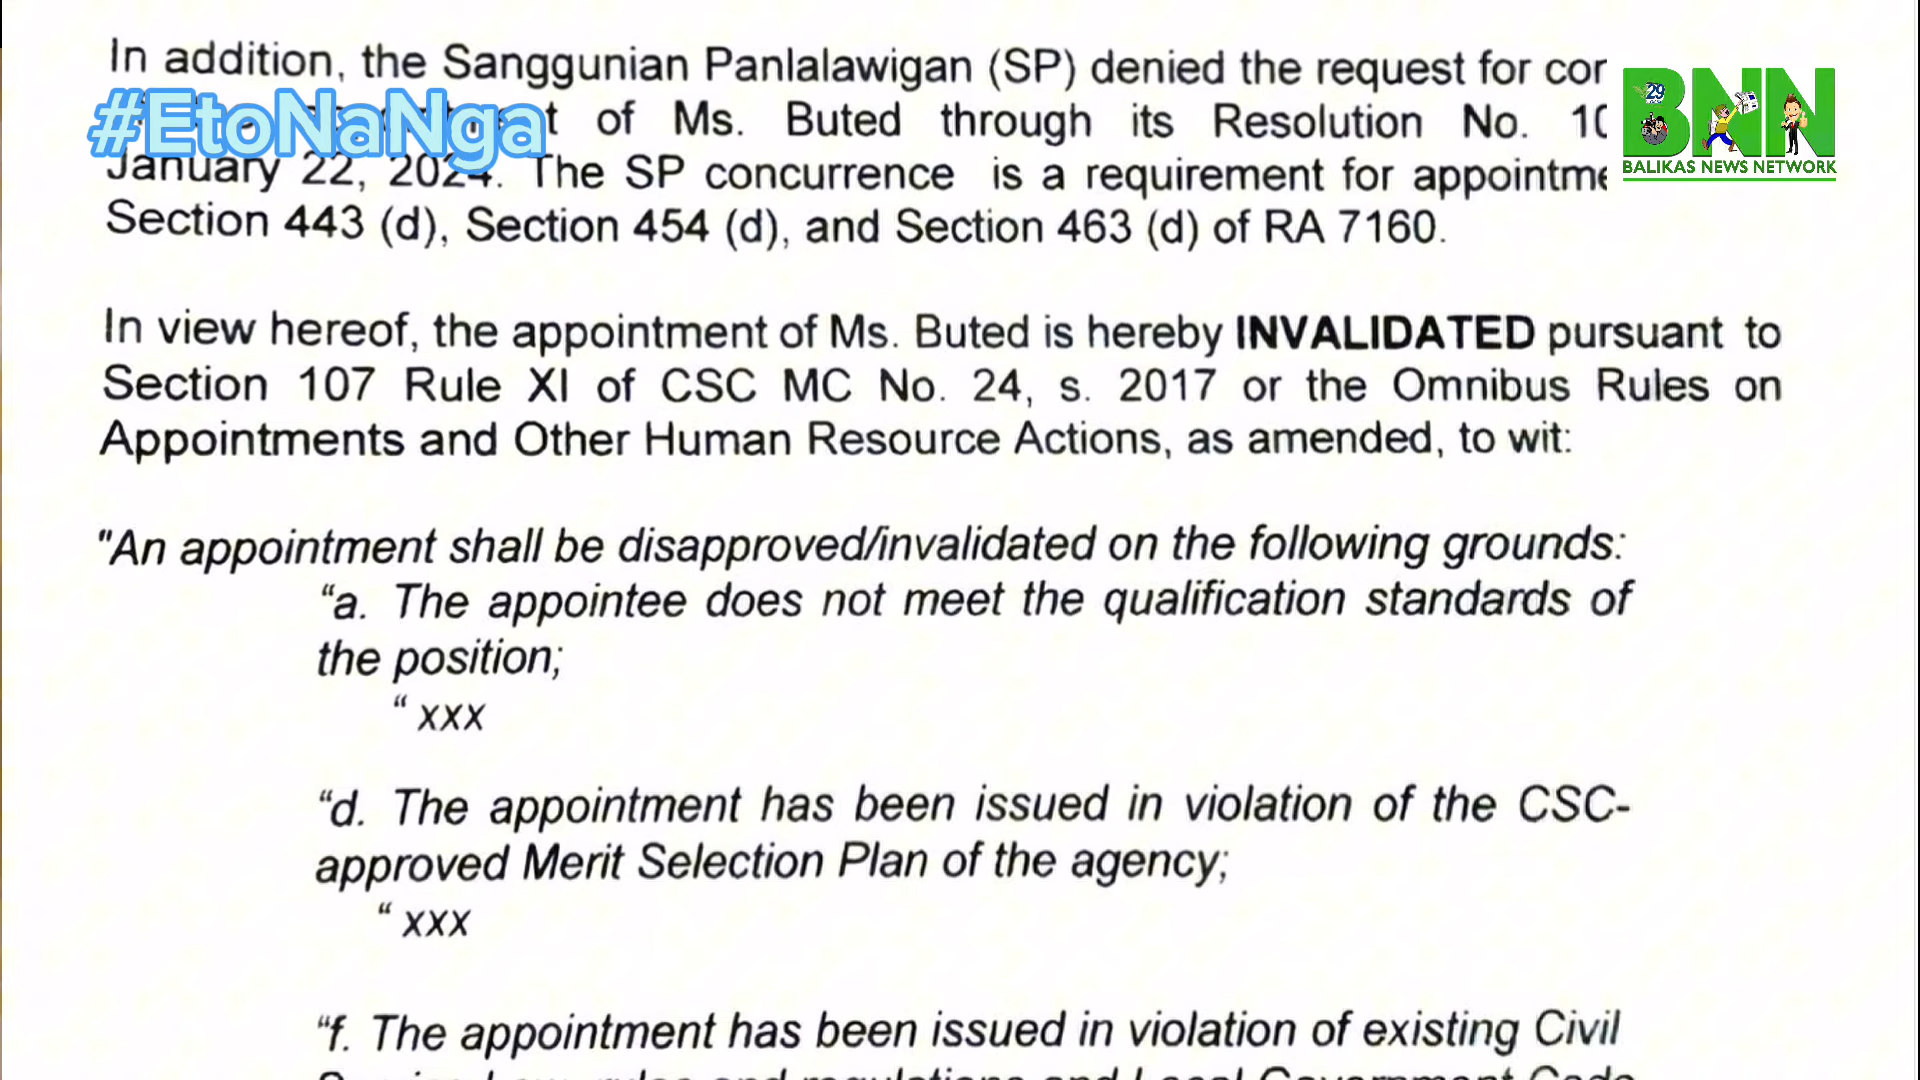 In addition, the Sanggunian Panlalawigan (SP) denied the request for
#EtoNaNga of Ms. Buted through its Resolution No.
January 22, 2024. The SP concurrence is a requirement for
Section 443 (d), Section 454 (d), and Section 463 (d) of RA 7160.
BNN
29
BALIKAS NEWS NETWORK
In view hereof, the appointment of Ms. Buted is hereby INVALIDATED pursuant to
Section 107 Rule XI of CSC MC No. 24, s. 2017 or the Omnibus Rules on
Appointments and Other Human Resource Actions, as amended, to wit:
"An appointment shall be disapproved/invalidated on the following grounds:
“a. The appointee does not meet the qualification standards of
the position;
“ xxx
“d. The appointment has been issued in violation of the CSC-
approved Merit Selection Plan of the agency;
“ xxx
“f. The appointment has been issued in violation of existing Civil